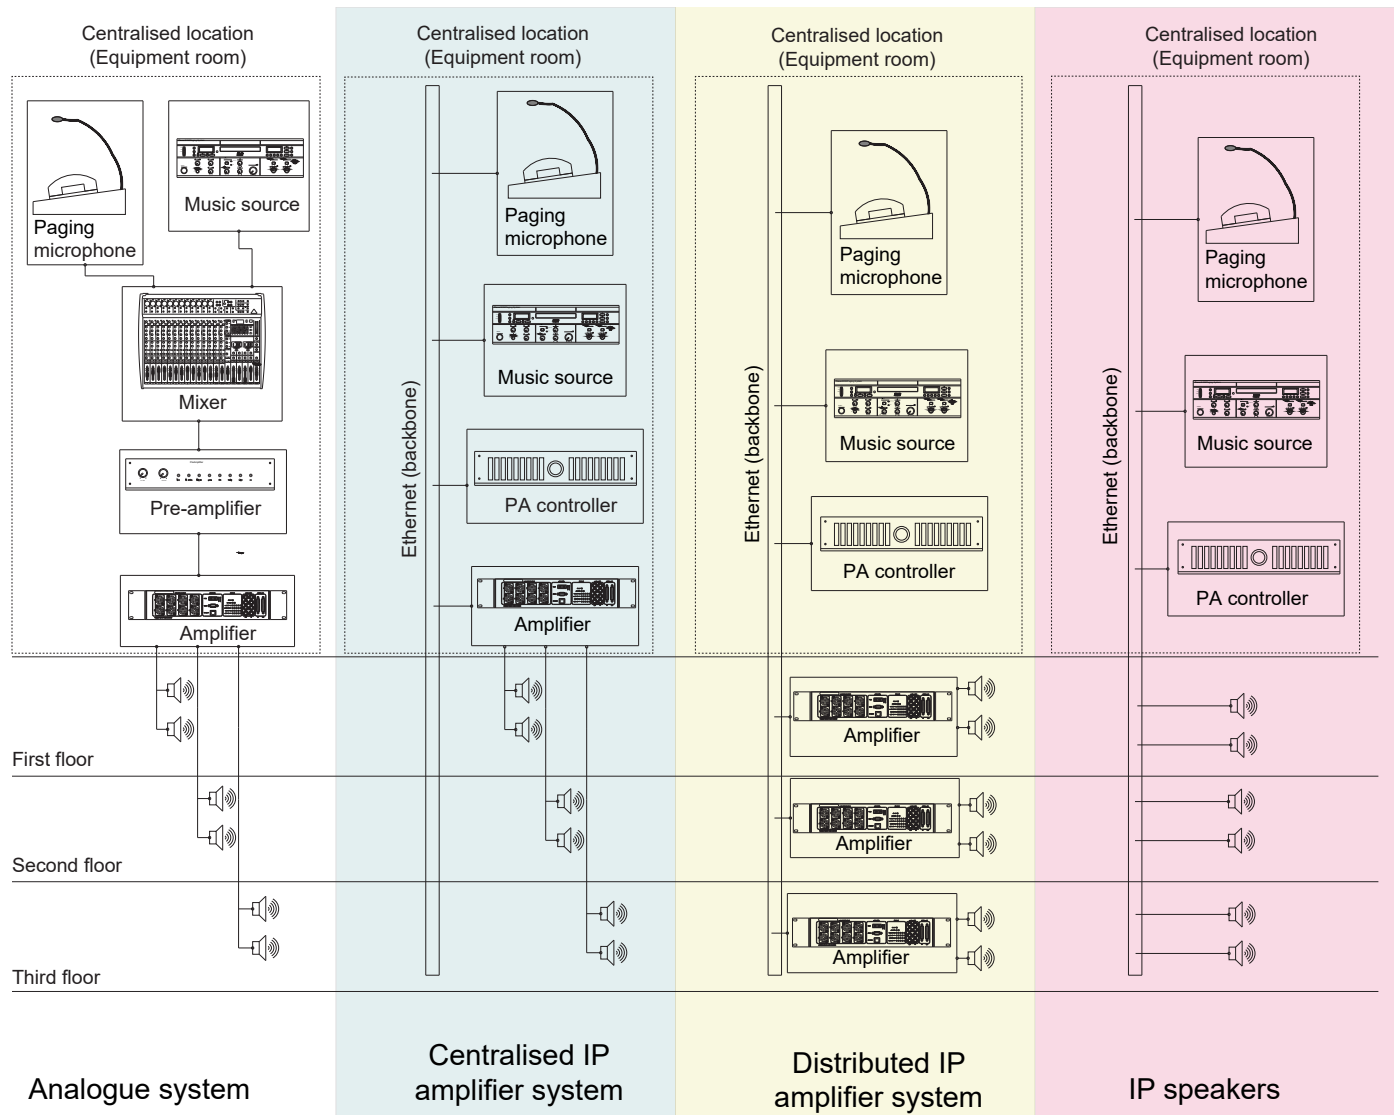 Centralised location
(Equipment room)
Paging
microphone
Music source
Mixer
Pre-amplifier
Amplifier
Centralised location
(Equipment room)
Ethernet (backbone)
Paging
microphone
Music source
PA controller
Amplifier
Centralised location
(Equipment room)
Ethernet (backbone)
Paging
microphone
Music source
PA controller
Amplifier
Amplifier
Amplifier
Centralised location
(Equipment room)
Ethernet (backbone)
Paging
microphone
Music source
PA controller
First floor
Second floor
Third floor
Analogue system
Centralised IP
amplifier system
Distributed IP
amplifier system
IP speakers